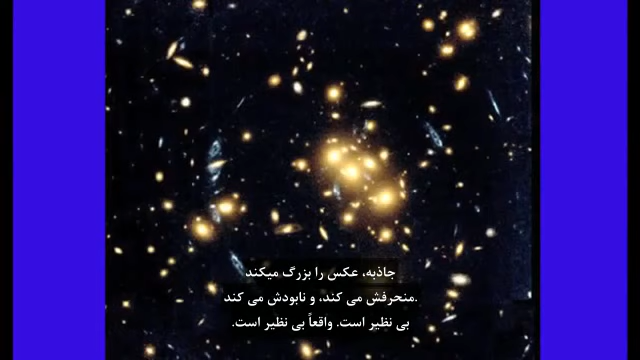 جاذبه، عکس را بزرگ میکند
.منحرفش می کند، و نابودش می کند
بی نظیر است. واقعاً بی نظیر است.